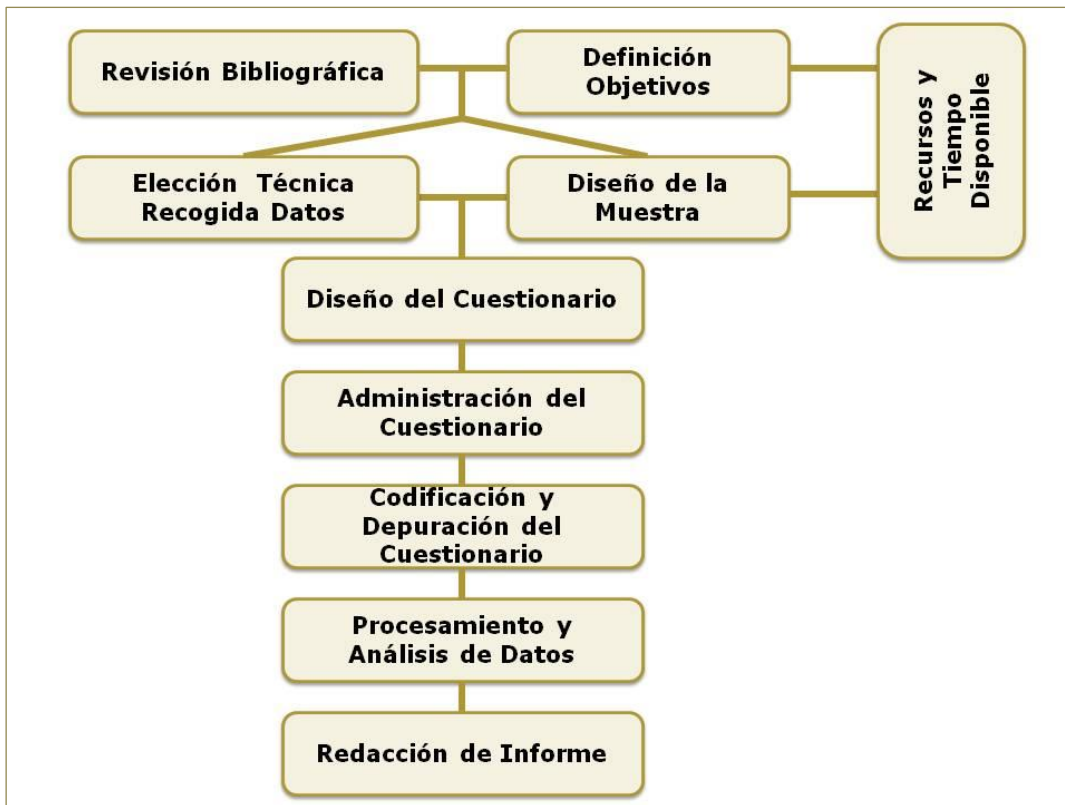 Revisión Bibliográfica
Definición
Objetivos
Recursos y
Tiempo
Disponible
Elección Técnica
Recogida Datos
Diseño de la
Muestra
Diseño del Cuestionario
Administración del
Cuestionario
Codificación y
Depuración del
Cuestionario
Procesamiento y
Análisis de Datos
Redacción de Informe